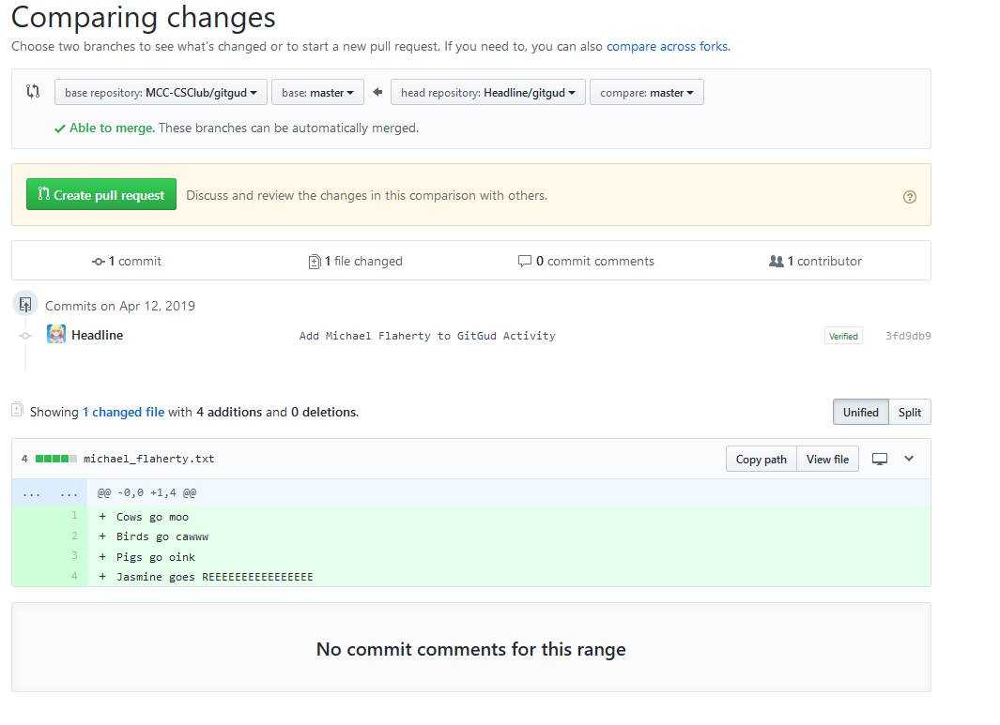 Comparing changes
Choose two branches to see what's changed or to start a new pull request. If you need to, you can also compare across forks.
base repository: MCC-CSClub/gitgud base: master head repository: Headline/gitgud compare: master
Able to merge. These branches can be automatically merged.
Create pull request Discuss and review the changes in this comparison with others.
1 commit 1 file changed 0 commit comments 1 contributor
Commits on Apr 12, 2019
Headline Add Michael Flaherty to GitGud Activity Verified 3fd9db9
Showing 1 changed file with 4 additions and 0 deletions. Unified Split
4 michael_flaherty.txt Copy path View file
... ... @@ -0,0 +1,4 @@
1 + Cows go moo
2 + Birds go cawww
3 + Pigs go oink
4 + Jasmine goes REEEEEEEEEEEEEEEE
No commit comments for this range